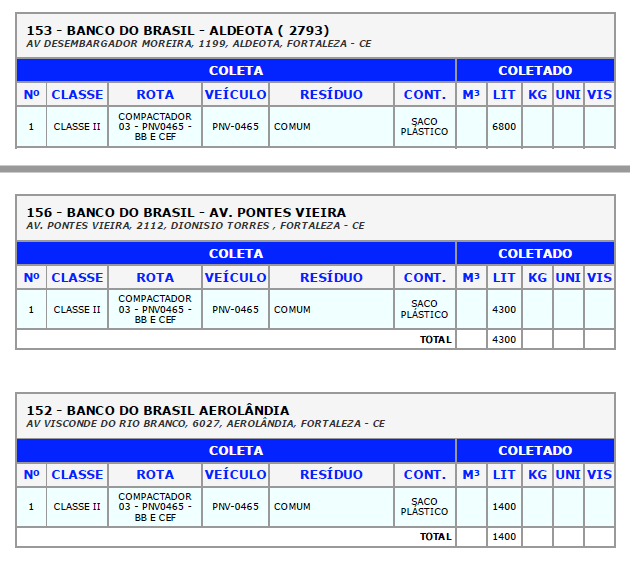 153 - BANCO DO BRASIL - ALDEOTA ( 2793)
AV DESEMBARGADOR MOREIRA, 1199, ALDEOTA, FORTALEZA - CE
COLETA COLETADO
Nº CLASSE ROTA VEÍCULO RESÍDUO CONT. M³ LIT KG UNI VIS
1 CLASSE II COMPACTADOR 03 - PNV0465 - BB E CEF PNV-0465 COMUM SACO PLÁSTICO 6800
156 - BANCO DO BRASIL - AV. PONTES VIEIRA
AV. PONTES VIEIRA, 2112, DIONISIO TORRES , FORTALEZA - CE
COLETA COLETADO
Nº CLASSE ROTA VEÍCULO RESÍDUO CONT. M³ LIT KG UNI VIS
1 CLASSE II COMPACTADOR 03 - PNV0465 - BB E CEF PNV-0465 COMUM SACO PLÁSTICO 4300
TOTAL 4300
152 - BANCO DO BRASIL AEROLÂNDIA
AV VISCONDE DO RIO BRANCO, 6027, AEROLÂNDIA, FORTALEZA - CE
COLETA COLETADO
Nº CLASSE ROTA VEÍCULO RESÍDUO CONT. M³ LIT KG UNI VIS
1 CLASSE II COMPACTADOR 03 - PNV0465 - BB E CEF PNV-0465 COMUM SACO PLÁSTICO 1400
TOTAL 1400